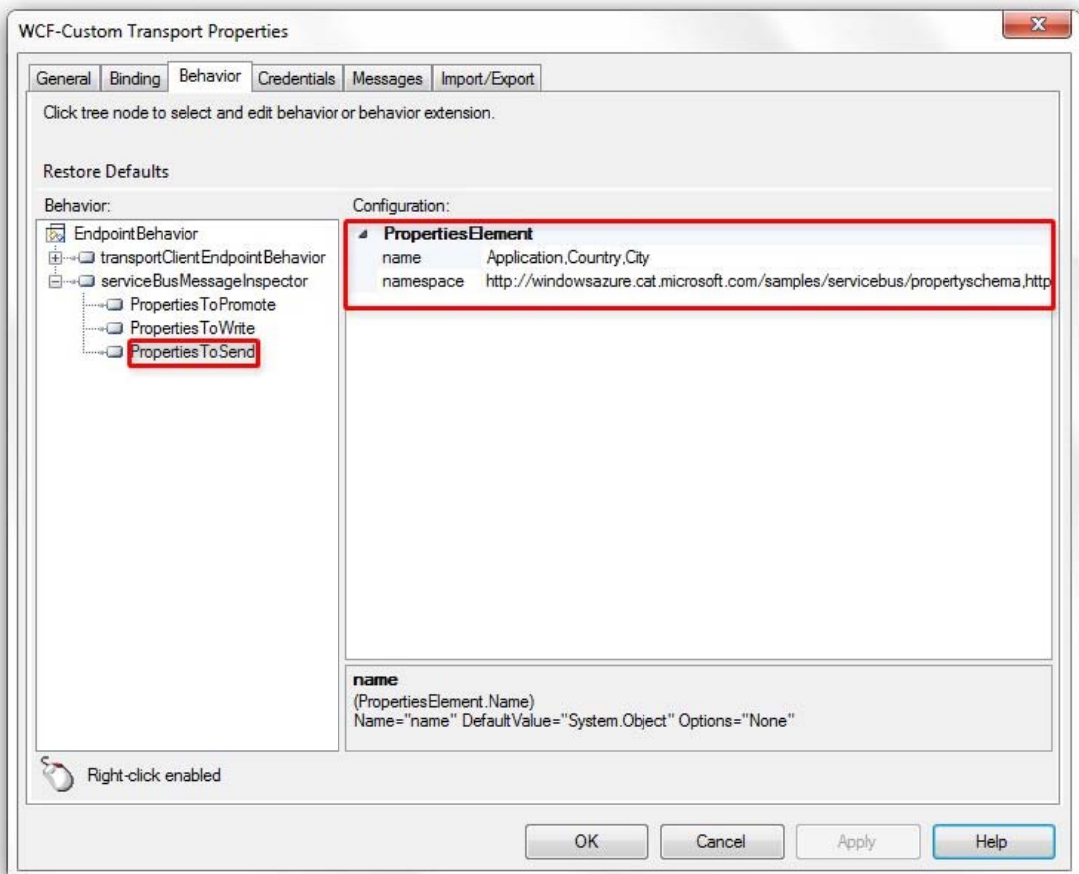 WCF-Custom Transport Properties
General Binding Behavior Credentials Messages Import/Export
Click tree node to select and edit behavior or behavior extension.
Restore Defaults
Behavior:
EndpointBehavior
transportClientEndpointBehavior
serviceBusMessageInspector
PropertiesToPromote
PropertiesToWrite
PropertiesToSend
Configuration:
PropertiesElement
name Application,Country,City
namespace http://windowsazure.cat.microsoft.com/samples/servicebus/propertyschema,http
name
(PropertiesElement.Name)
Name="name" DefaultValue="System.Object" Options="None"
Right-click enabled
OK Cancel Apply Help